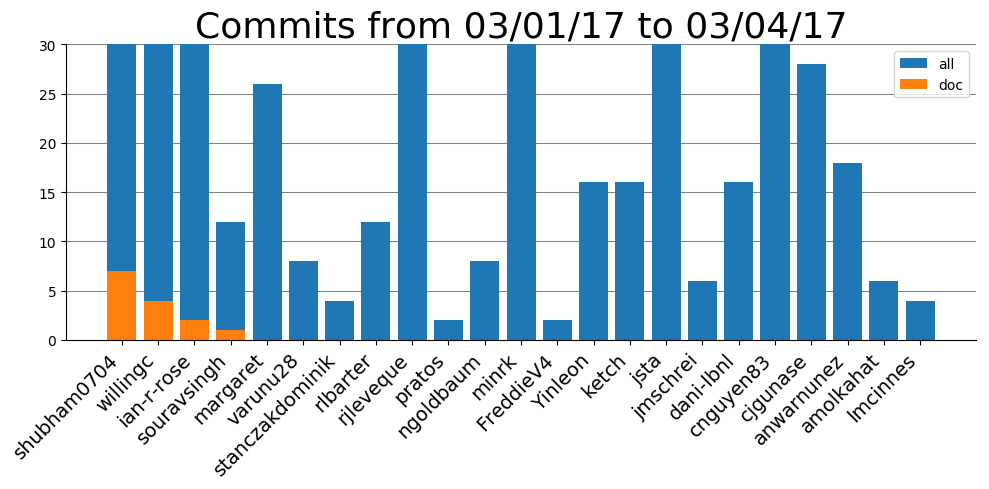 Commits from 03/01/17 to 03/04/17
30
25
20
15
10
5
0
all
doc
shubham0704
willingc
ian-r-rose
souravsingh
margaret
varunu28
stanczakdominik
rlbarter
rjleveque
pratos
ngoldbaum
minrk
FreddieV4
Yinleon
ketch
jsta
jmschrei
dani-lbnl
cnguyen83
cjgunase
anwarnunez
amolkahat
lmcinnes